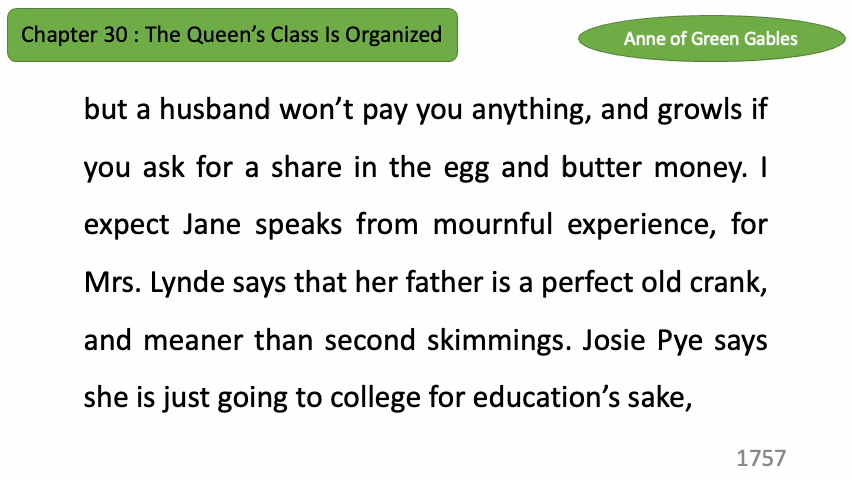 Chapter 30 : The Queen’s Class Is Organized
Anne of Green Gables
but a husband won’t pay you anything, and growls if
you ask for a share in the egg and butter money. I
expect Jane speaks from mournful experience, for
Mrs. Lynde says that her father is a perfect old crank,
and meaner than second skimmings. Josie Pye says
she is just going to college for education’s sake,
1757